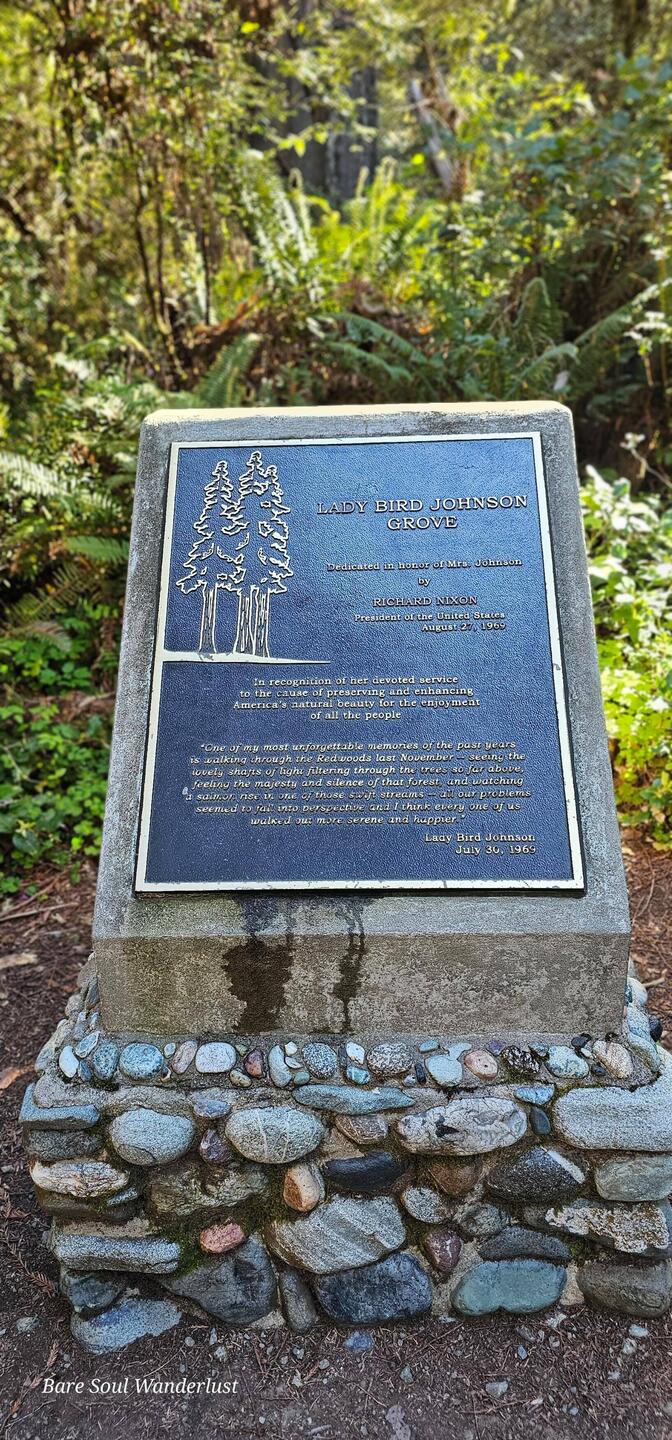 LADY BIRD JOHNSON
GROVE
Dedicated in honor of Mrs. Johnson
by
RICHARD NIXON
President of the United States
August 27, 1969
In recognition of her devoted service
to the cause of preserving and enhancing
America's natural beauty for the enjoyment
of all the people
"One of my most unforgettable memories of the past years
is walking through the Redwoods last November — seeing the
lovely shafts of light filtering through the trees so far above,
feeling the majesty and silence of that forest, and watching
a salmon rise in one of those swift streams — all our problems
seemed to fall into perspective and I think every one of us
walked out more serene and happier."
Lady Bird Johnson
July 30, 1969
Bare Soul Wanderlust